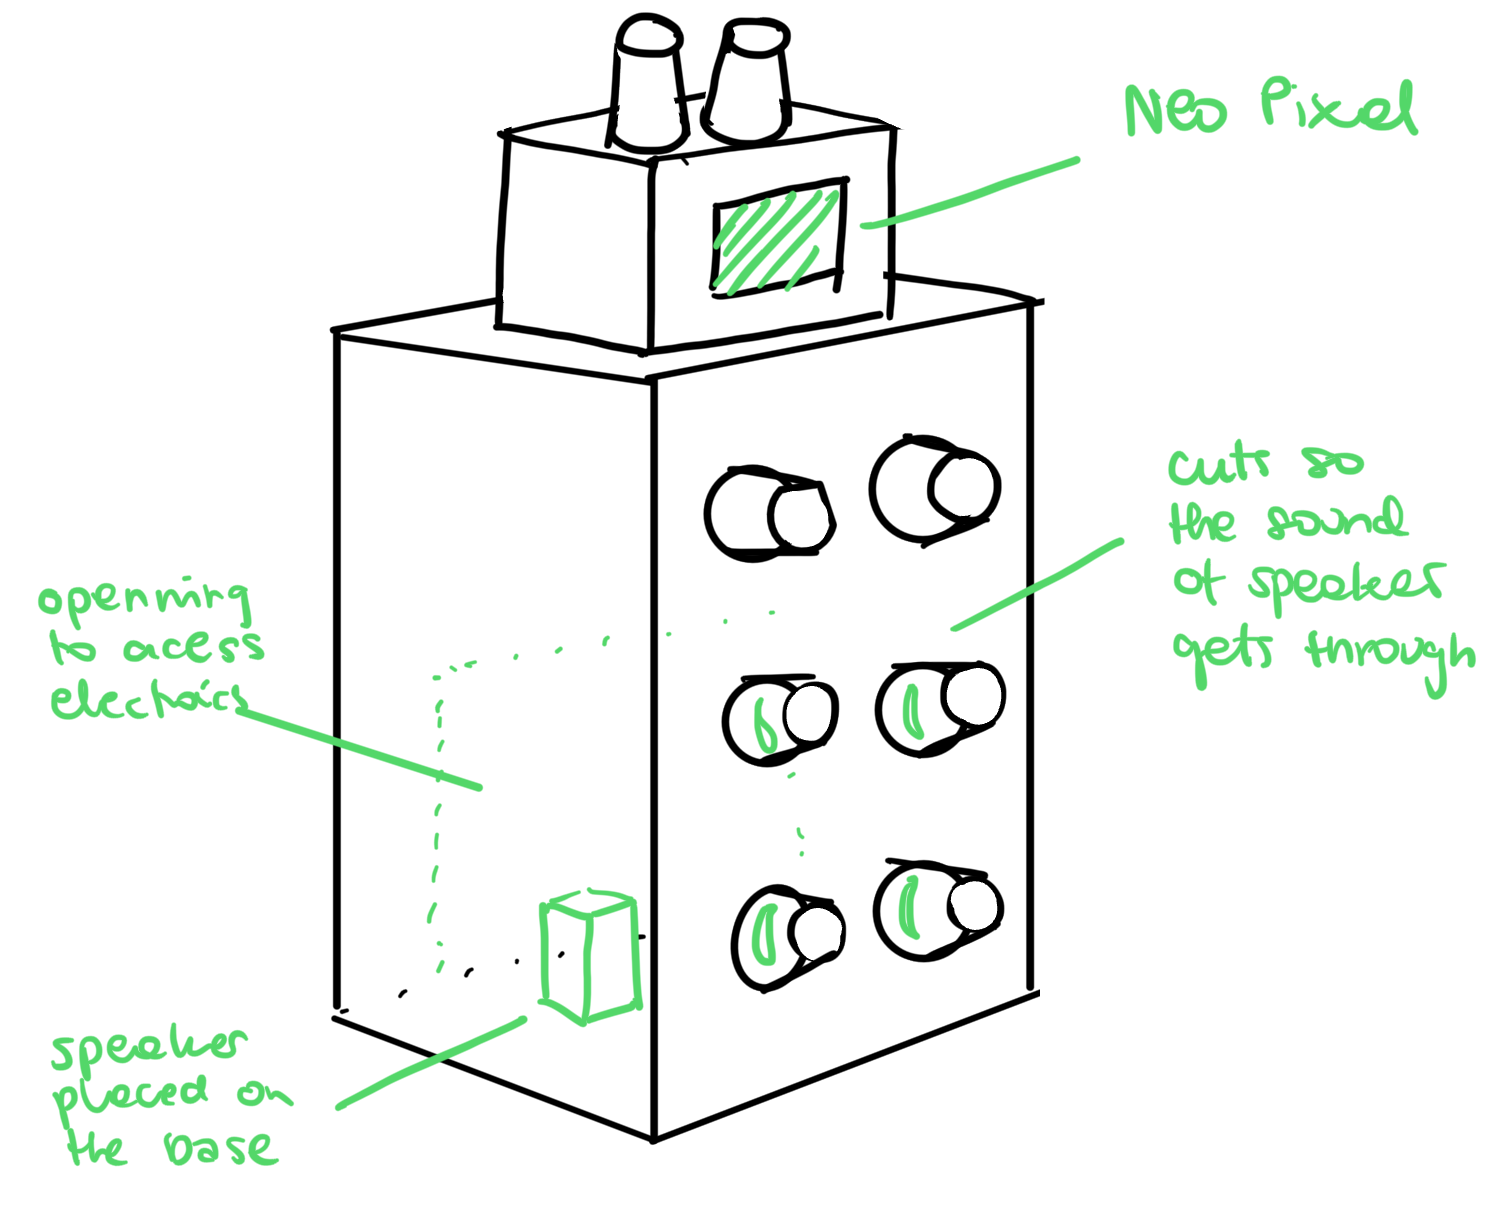 Neo Pixel
cuts so
the sound
of speaker
gets through
openning
to acess
electroics
speaker
placed on
the base